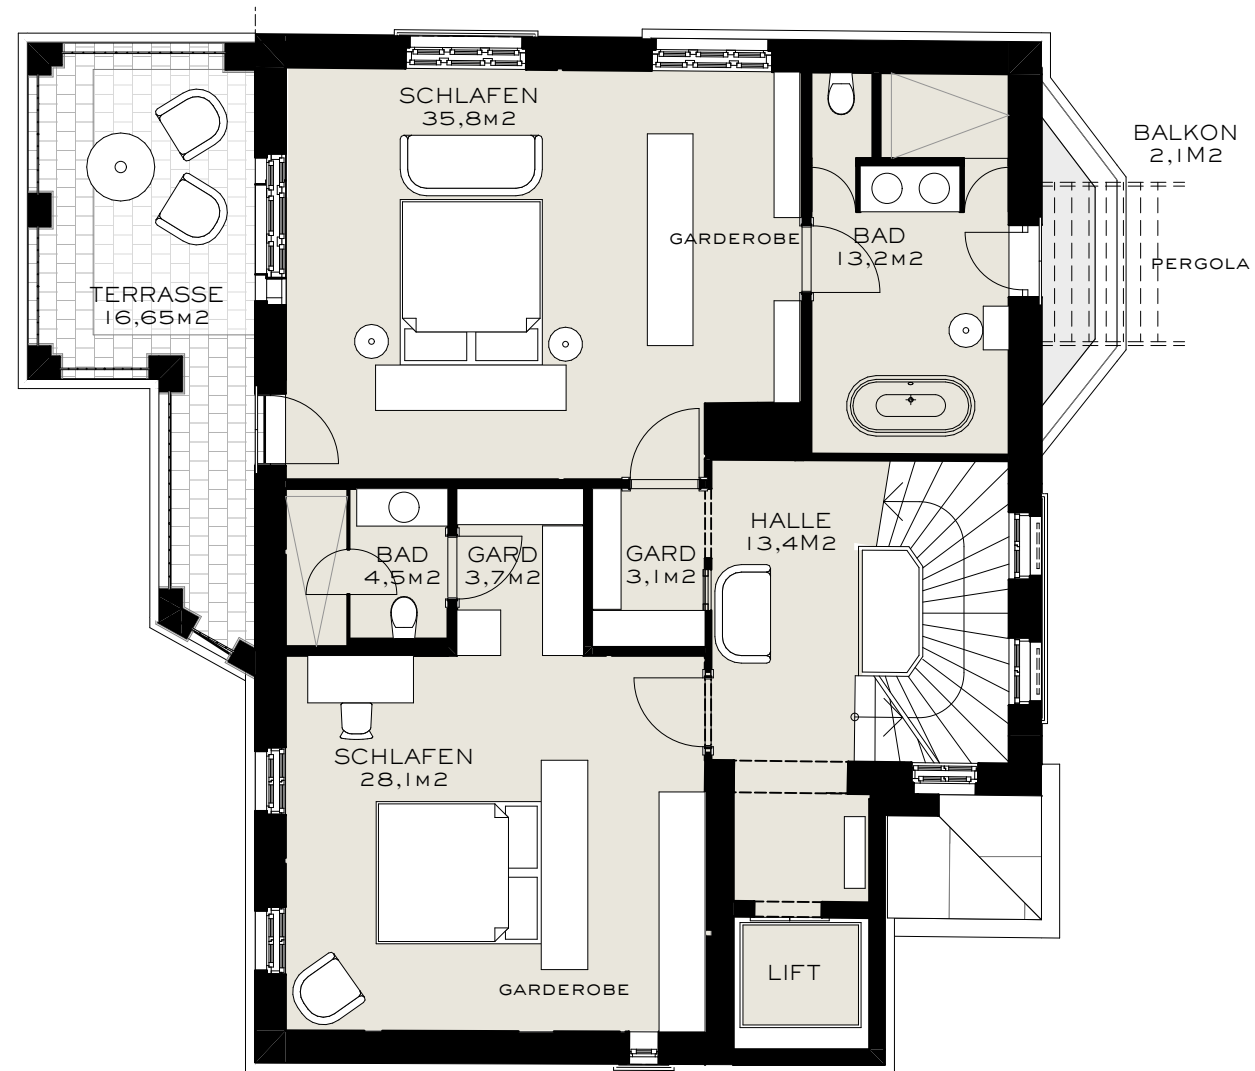 SCHLAFEN
35,8M2
BALKON
2,1M2
GARDEROBE
BAD
13,2M2
PERGOLA
TERRASSE
16,65M2
HALLE
13,4M2
BAD
4,5M2
GARD
3,7M2
GARD
3,1M2
SCHLAFEN
28,1M2
LIFT
GARDEROBE